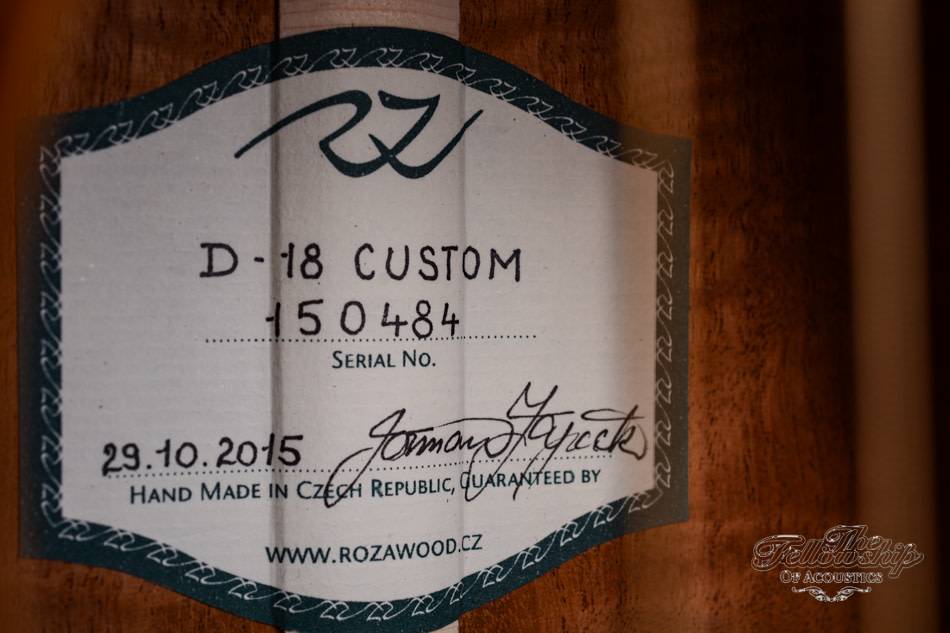 RZ
D-18 CUSTOM
150484
SERIAL NO.
29.10.2015
HAND MADE IN CZECH REPUBLIC, GUARANTEED BY
WWW.ROZAWOOD.CZ
The
Fellowship
OF ACOUSTICS